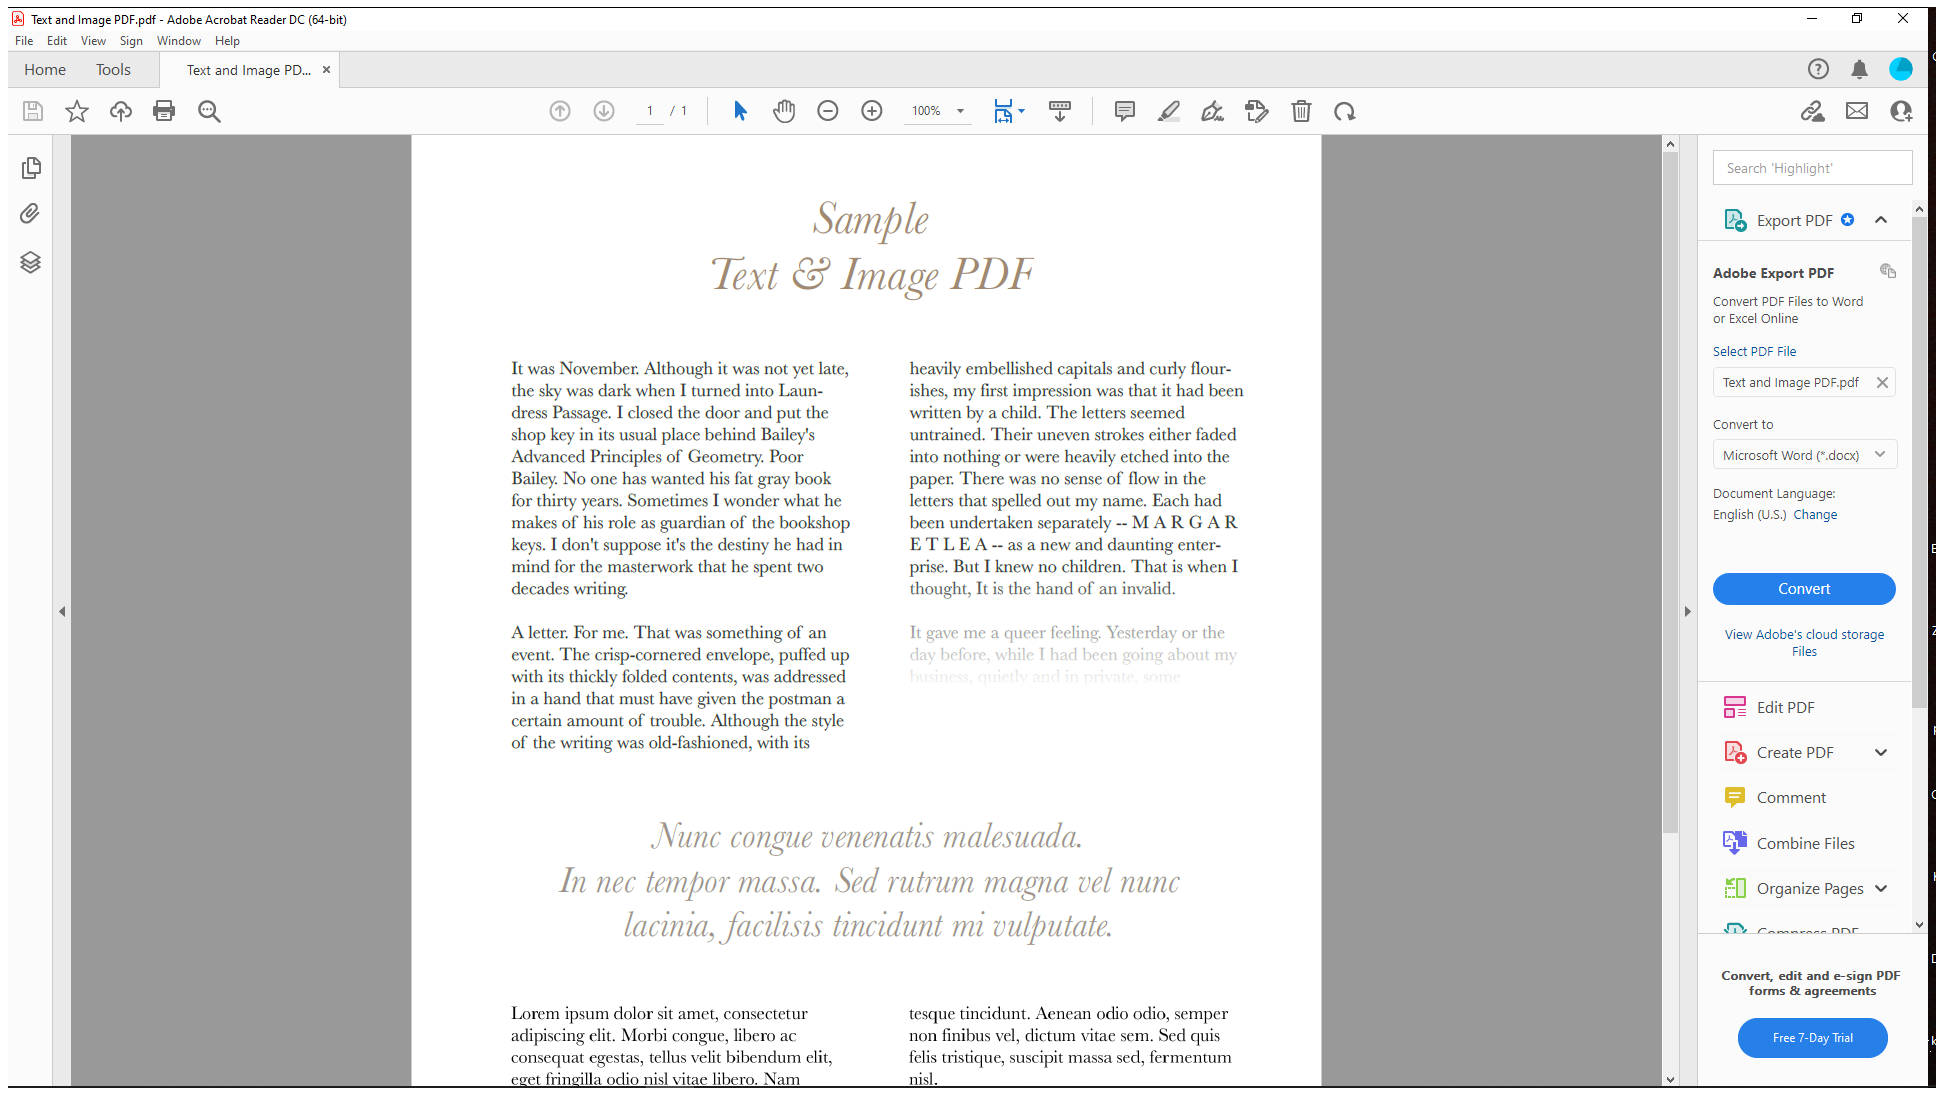 Text and Image PDF.pdf - Adobe Acrobat Reader DC (64-bit)
File Edit View Sign Window Help
Home Tools Text and Image PD... ×
1 / 1 100%
Sample
Text & Image PDF
It was November. Although it was not yet late,
the sky was dark when I turned into Laun-
dress Passage. I closed the door and put the
shop key in its usual place behind Bailey's
Advanced Principles of Geometry. Poor
Bailey. No one has wanted his fat gray book
for thirty years. Sometimes I wonder what he
makes of his role as guardian of the bookshop
keys. I don't suppose it's the destiny he had in
mind for the masterwork that he spent two
decades writing.
A letter. For me. That was something of an
event. The crisp-cornered envelope, puffed up
with its thickly folded contents, was addressed
in a hand that must have given the postman a
certain amount of trouble. Although the style
of the writing was old-fashioned, with its
heavily embellished capitals and curly flour-
ishes, my first impression was that it had been
written by a child. The letters seemed
untrained. Their uneven strokes either faded
into nothing or were heavily etched into the
paper. There was no sense of flow in the
letters that spelled out my name. Each had
been undertaken separately -- M A R G A R
E T L E A -- as a new and daunting enter-
prise. But I knew no children. That is when I
thought, It is the hand of an invalid.
It gave me a queer feeling. Yesterday or the
day before, while I had been going about my
business, quietly and in private, some
Nunc congue venenatis malesuada.
In nec tempor massa. Sed rutrum magna vel nunc
lacinia, facilisis tincidunt mi vulputate.
Lorem ipsum dolor sit amet, consectetur
adipiscing elit. Morbi congue, libero ac
consequat egestas, tellus velit bibendum elit,
eget fringilla odio nisl vitae libero. Nam
tesque tincidunt. Aenean odio odio, semper
non finibus vel, dictum vitae sem. Sed quis
felis tristique, suscipit massa sed, fermentum
nisl.
Search 'Highlight'
Export PDF
Adobe Export PDF
Convert PDF Files to Word
or Excel Online
Select PDF File
Text and Image PDF.pdf
Convert to
Microsoft Word (*.docx)
Document Language:
English (U.S.) Change
Convert
View Adobe's cloud storage
Files
Edit PDF
Create PDF
Comment
Combine Files
Organize Pages
Compress PDF
Convert, edit and e-sign PDF
forms & agreements
Free 7-Day Trial